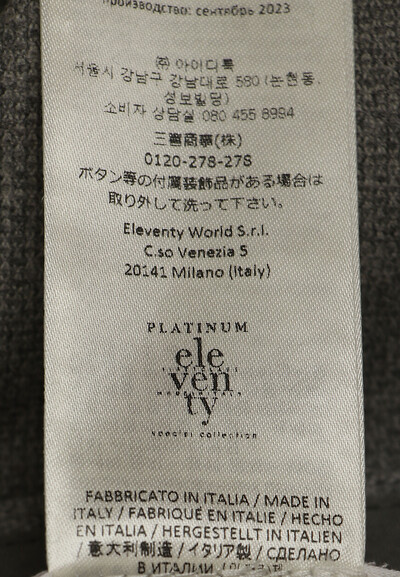 производство: сентябрь 2023
㈜ 아이디룩
서울시 강남구 강남대로 580 (논현동,
성보빌딩)
소비자 상담실 080 455 8994
三喜商事(株)
0120-278-278
ボタン等の付属装飾品がある場合は
取り外して洗って下さい。
Eleventy World S.r.l.
C.so Venezia 5
20141 Milano (Italy)
PLATINUM
ele
ven
ty
special collection
FABBRICATO IN ITALIA / MADE IN
ITALY / FABRIQUÉ EN ITALIE / HECHO
EN ITALIA / HERGESTELLT IN ITALIEN
/ 意大利制造 / イタリア製 / СДЕЛАНО
В ИТАЛИИ /